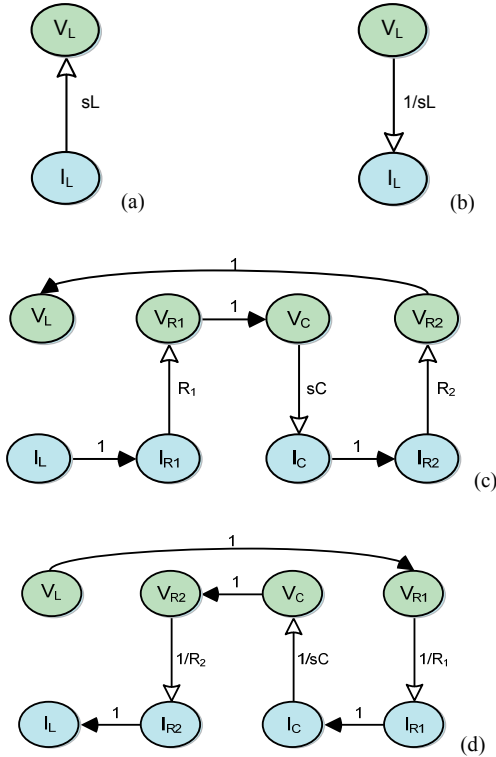 V_L V_L
sL 1/sL
I_L I_L
(a) (b)
1
V_L V_R1 1 V_C V_R2
R_1 sC R_2
I_L 1 I_R1 I_C 1 I_R2
(c)
1
V_L V_R2 1 V_C V_R1
1/R_2 1/sC 1/R_1
I_L 1 I_R2 I_C 1 I_R1
(d)